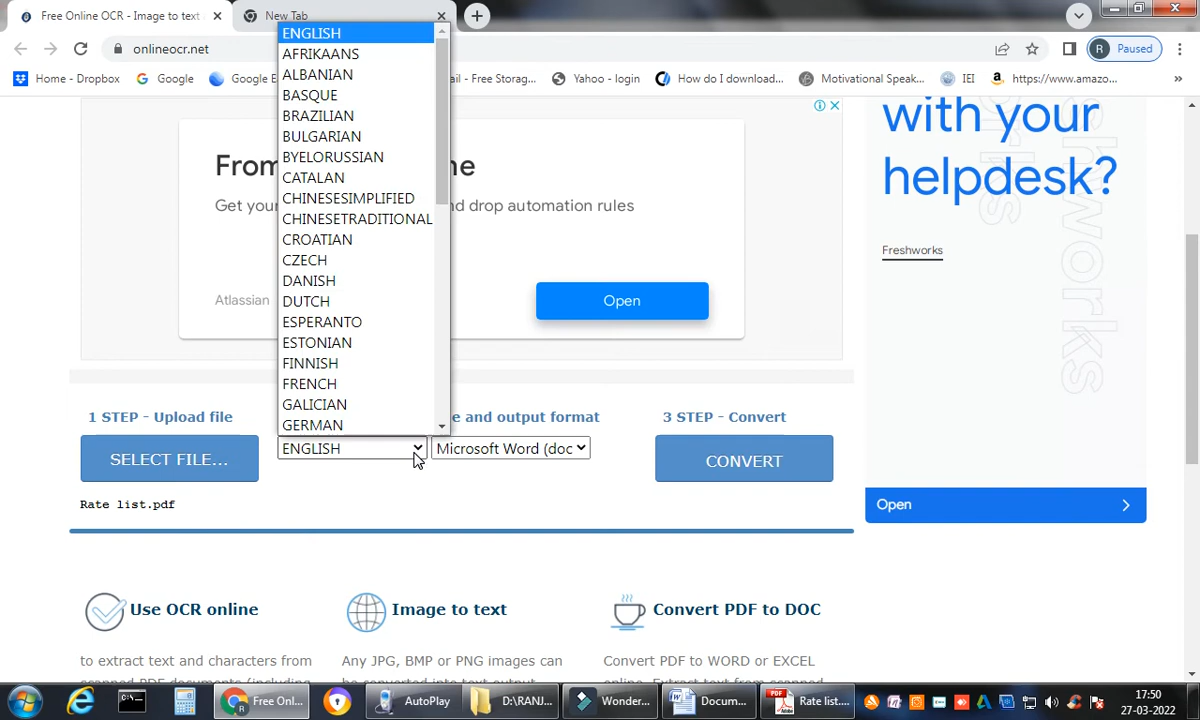 Free Online OCR - Image to text
New Tab
onlineocr.net
R
Paused
Home - Dropbox
Google
Google E
ail - Free Storag...
Yahoo - login
How do I download...
Motivational Speak...
IEI
https://www.amazo...
»
ENGLISH
AFRIKAANS
ALBANIAN
BASQUE
BRAZILIAN
BULGARIAN
BYELORUSSIAN
CATALAN
CHINESESIMPLIFIED
CHINESETRADITIONAL
CROATIAN
CZECH
DANISH
DUTCH
ESPERANTO
ESTONIAN
FINNISH
FRENCH
GALICIAN
GERMAN
From
ne
Get your
nd drop automation rules
Atlassian
Open
with your
helpdesk?
Freshworks
shworks
Open
1 STEP - Upload file
e and output format
3 STEP - Convert
SELECT FILE...
ENGLISH
Microsoft Word (doc
CONVERT
Rate list.pdf
Use OCR online
Image to text
Convert PDF to DOC
to extract text and characters from
Any JPG, BMP or PNG images can
Convert PDF to WORD or EXCEL
Free Onl...
AutoPlay
D:\RANJ...
Wonder...
Docum...
Rate list....
17:50
27-03-2022